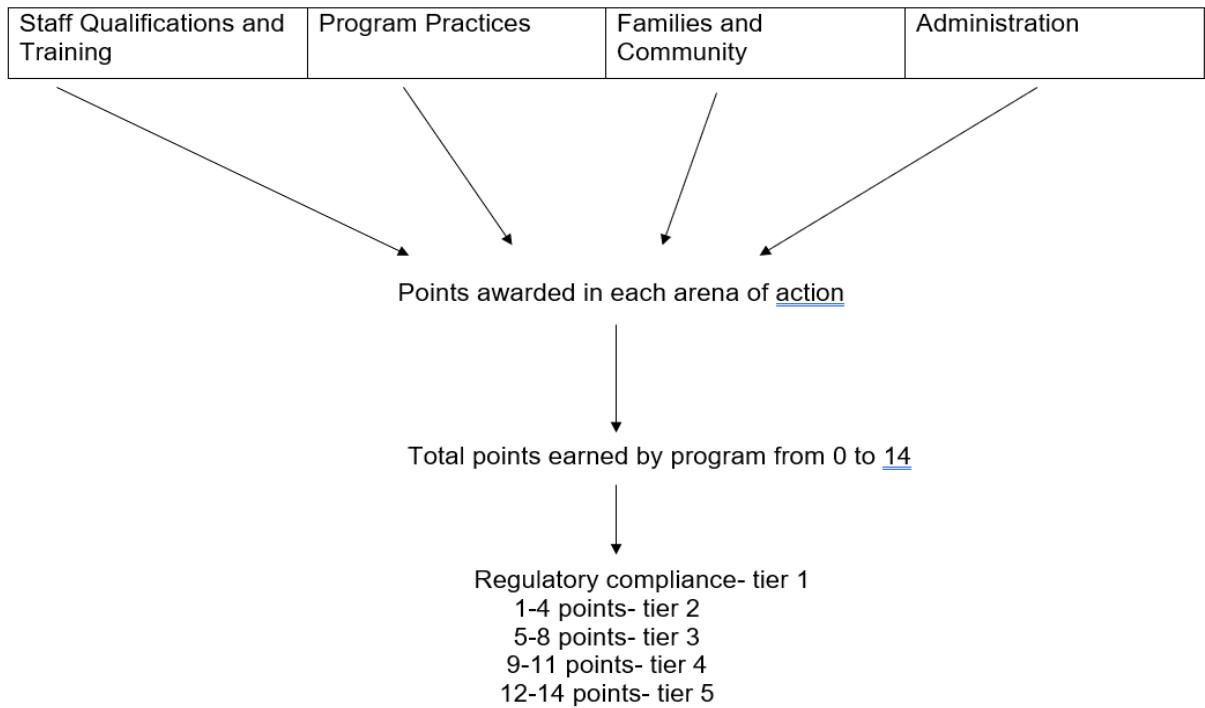 Staff Qualifications and
Training
Program Practices
Families and
Community
Administration
Points awarded in each arena of action
Total points earned by program from 0 to 14
Regulatory compliance- tier 1
1-4 points- tier 2
5-8 points- tier 3
9-11 points- tier 4
12-14 points- tier 5